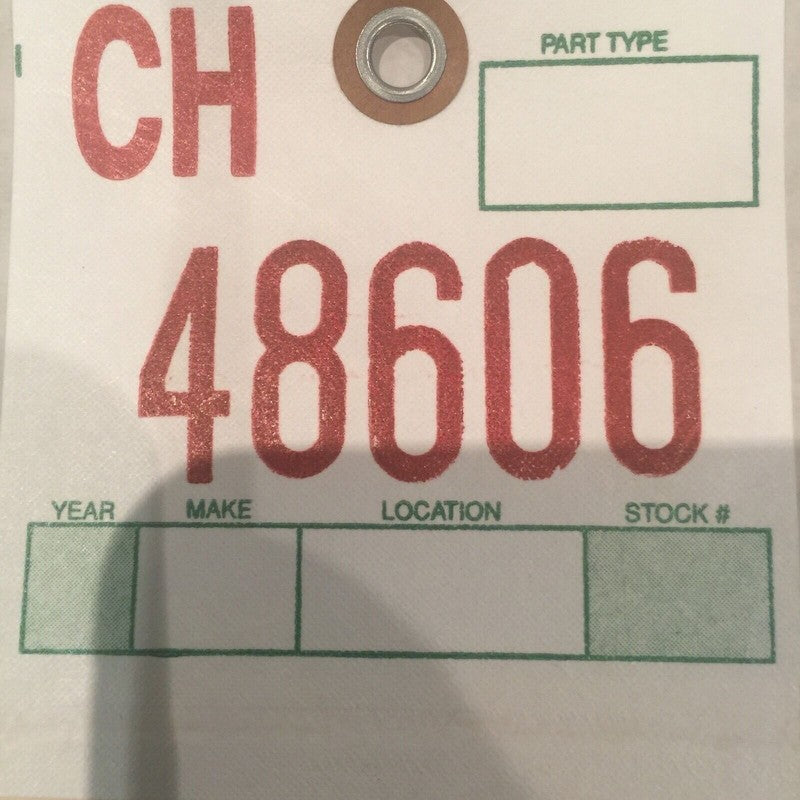 CH
PART TYPE
48606
YEAR MAKE LOCATION STOCK #